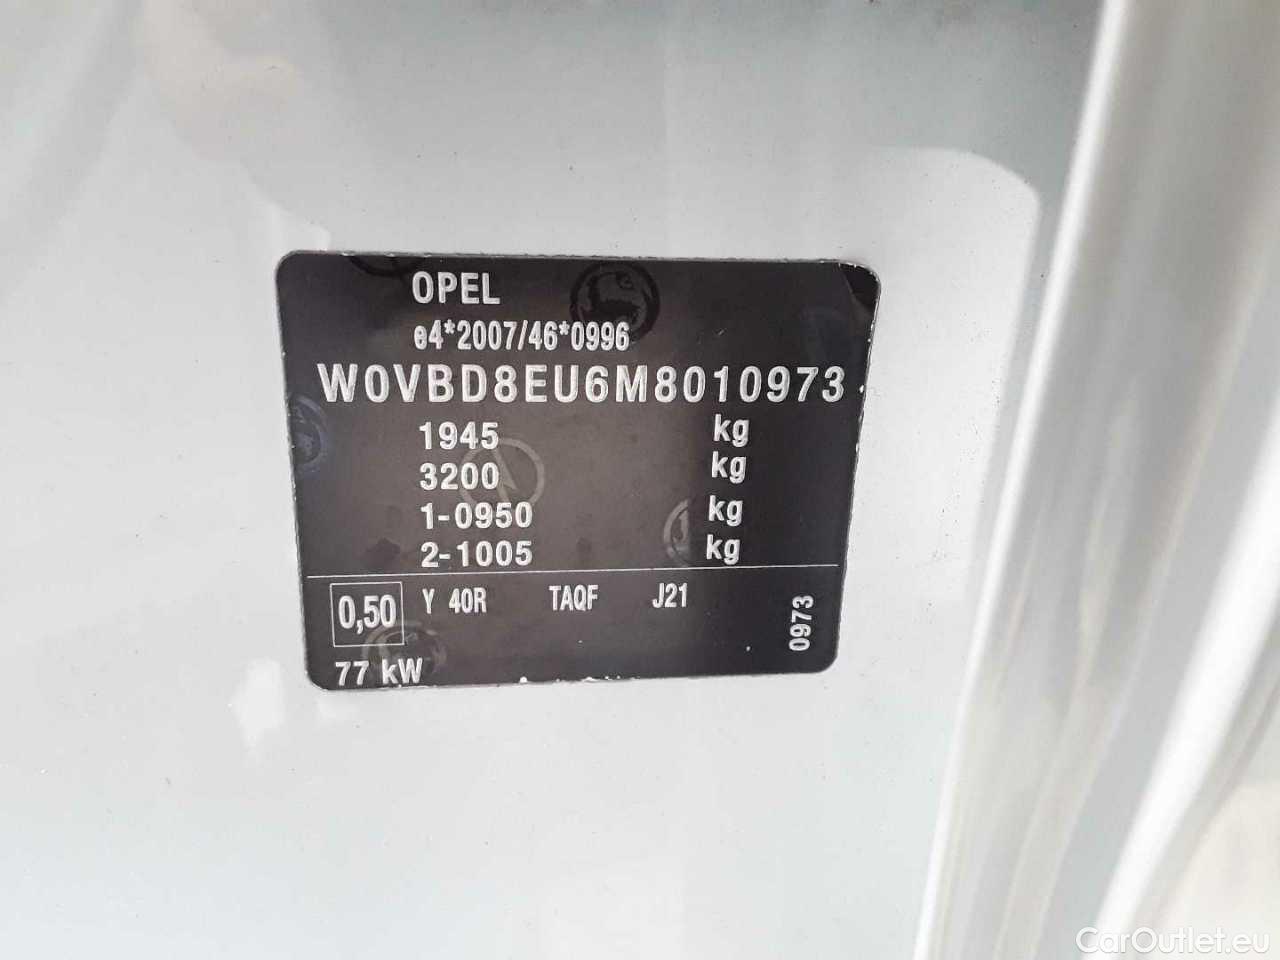 OPEL
e4*2007/46*0996
W0VBD8EU6M8010973
1945 kg
3200 kg
1-0950 kg
2-1005 kg
0,50 Y 40R TAQF J21
0973
77 kW
CarOutlet.eu